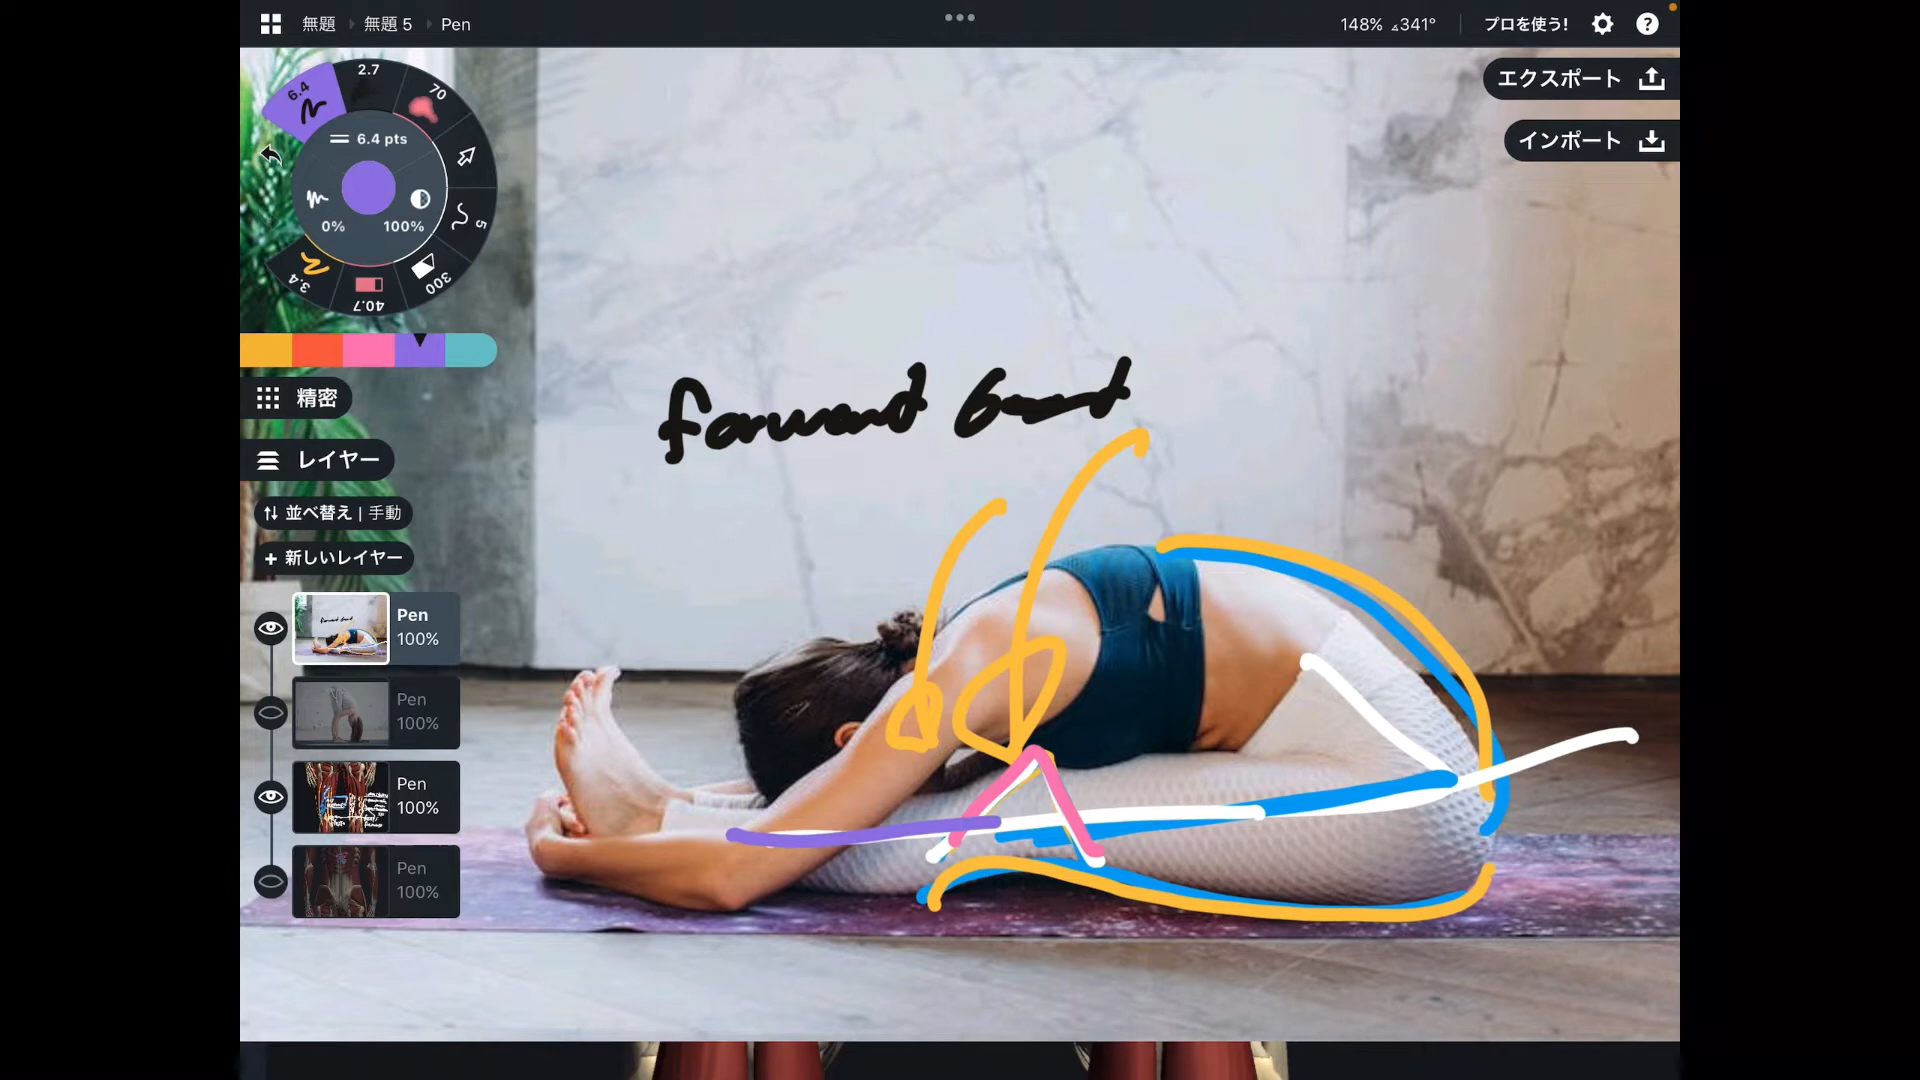 無題 無題 5 Pen
148% ⊿341° プロを使う!
エクスポート
インポート
2.7
6.4
70
6.4 pts
0% 100%
5
3.4
40.7
300
精密
レイヤー
並べ替え | 手動
+ 新しいレイヤー
Pen
100%
Pen
100%
Pen
100%
Pen
100%
forward bend